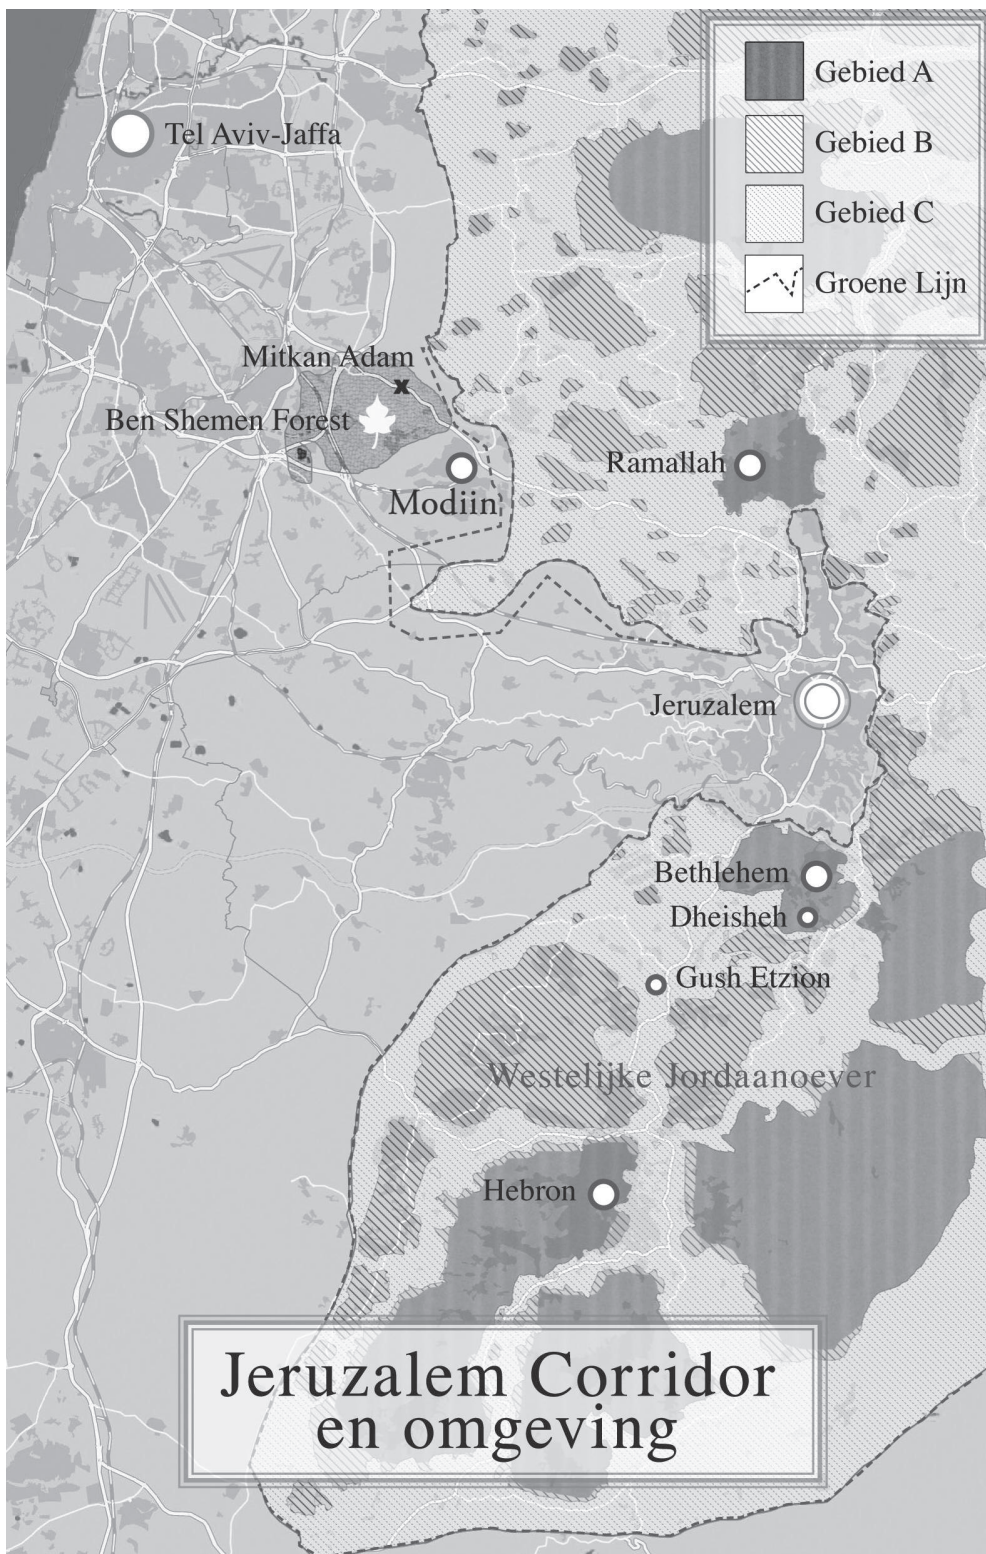 Gebied A
Gebied B
Gebied C
Groene Lijn
Tel Aviv-Jaffa
Mitkan Adam
Ben Shemen Forest
Modiin
Ramallah
Jeruzalem
Bethlehem
Dheisheh
Gush Etzion
Westelijke Jordaanoever
Hebron
Jeruzalem Corridor
en omgeving